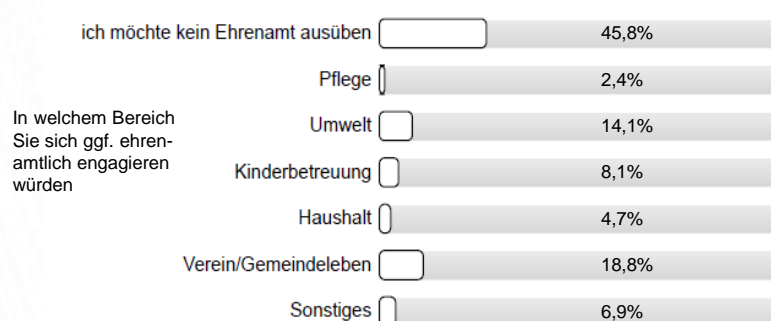 ich möchte kein Ehrenamt ausüben 45,8%
Pflege 2,4%
In welchem Bereich
Sie sich ggf. ehren-
amtlich engagieren
würden
Umwelt 14,1%
Kinderbetreuung 8,1%
Haushalt 4,7%
Verein/Gemeindeleben 18,8%
Sonstiges 6,9%